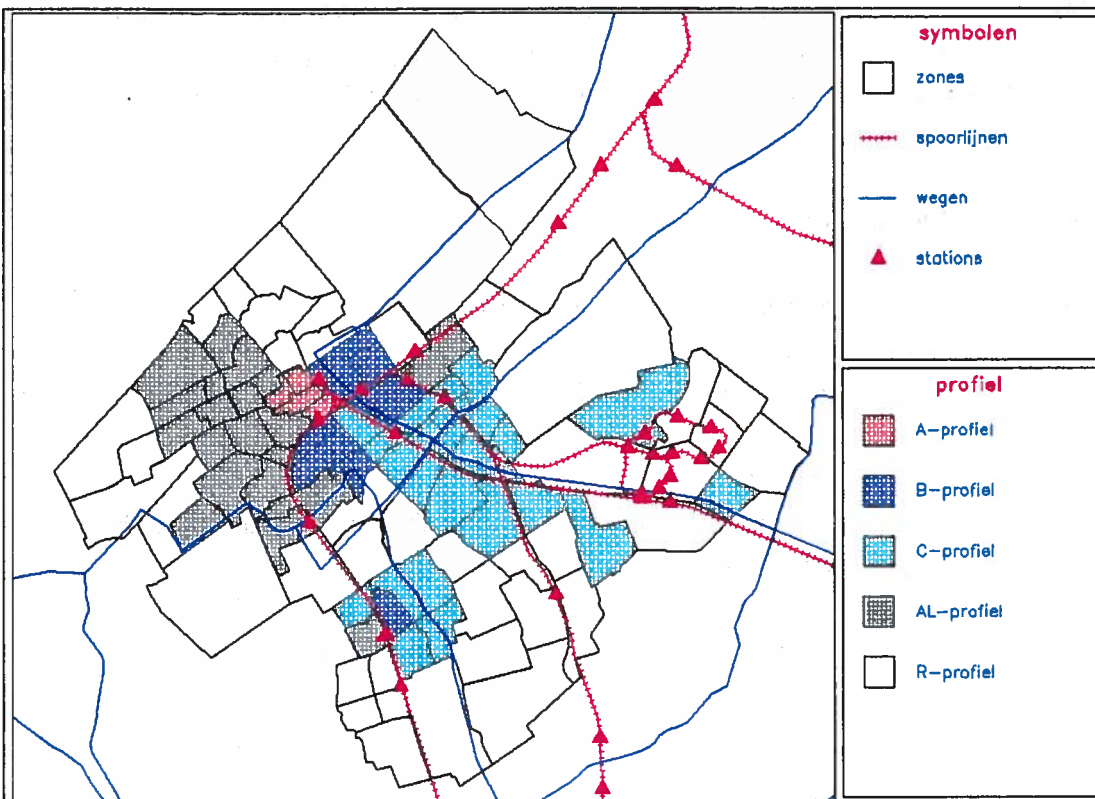 symbolen
zones
spoorlijnen
wegen
stations
profiel
A-profiel
B-profiel
C-profiel
AL-profiel
R-profiel